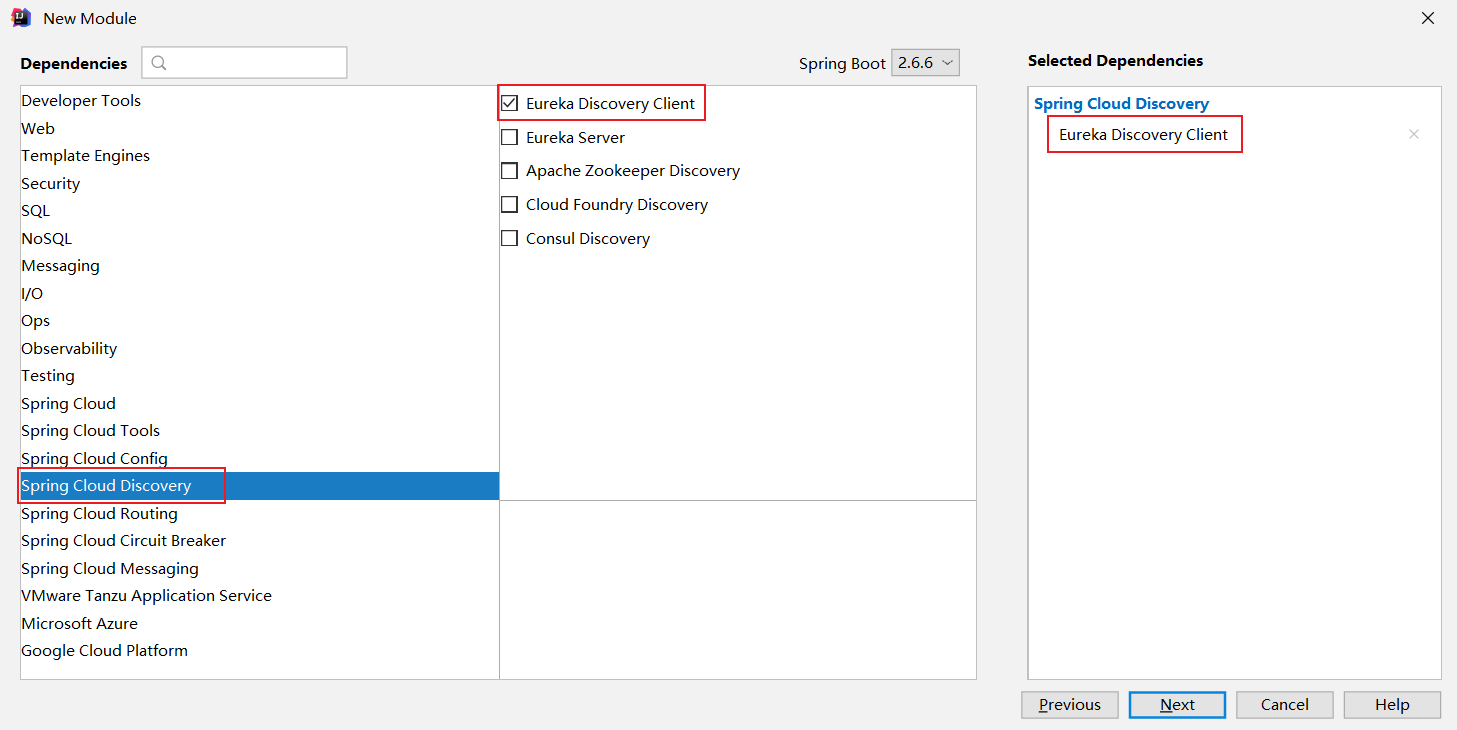 New Module
Dependencies
Spring Boot 2.6.6
Selected Dependencies
Developer Tools
Web
Template Engines
Security
SQL
NoSQL
Messaging
I/O
Ops
Observability
Testing
Spring Cloud
Spring Cloud Tools
Spring Cloud Config
Spring Cloud Discovery
Spring Cloud Routing
Spring Cloud Circuit Breaker
Spring Cloud Messaging
VMware Tanzu Application Service
Microsoft Azure
Google Cloud Platform
Eureka Discovery Client
Eureka Server
Apache Zookeeper Discovery
Cloud Foundry Discovery
Consul Discovery
Spring Cloud Discovery
Eureka Discovery Client
Previous Next Cancel Help